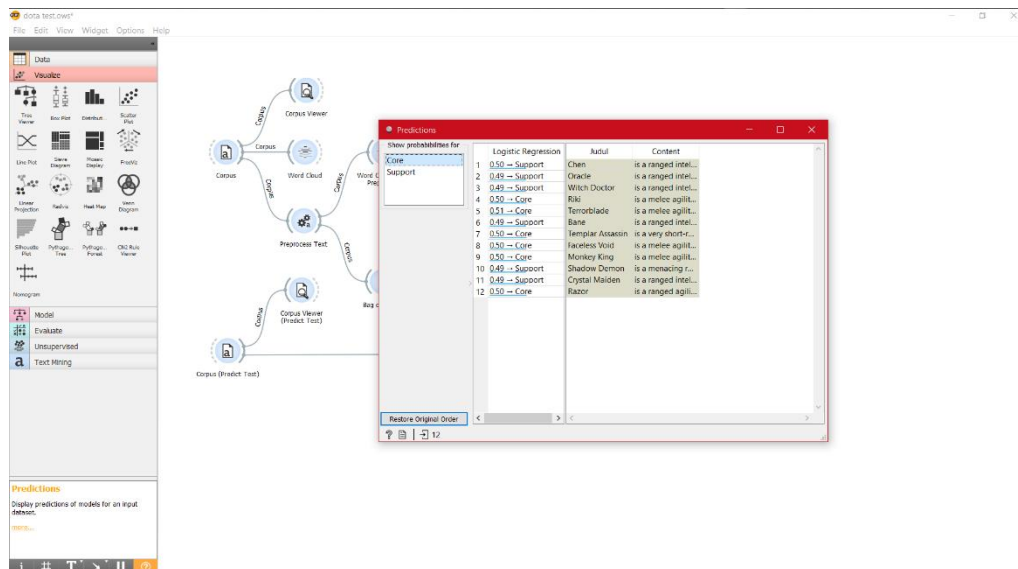 dota test.ows*
File Edit View Widget Options Help
Data
Visualize
Tree Viewer
Box Plot
Distribut...
Scatter Plot
Line Plot
Sieve Diagram
Mosaic Display
FreeViz
Linear Projection
Radviz
Heat Map
Venn Diagram
Silhouette Plot
Pythago... Tree
Pythago... Forest
CN2 Rule Viewer
Nomogram
Model
Evaluate
Unsupervised
Text Mining
Predictions
Display predictions of models for an input dataset.
more...
Corpus
Corpus Viewer
Corpus
Corpus
Word Cloud
Corpus
Preprocess Text
Corpus
Corpus
Word C
Bag o
Corpus
Corpus Viewer (Predict Test)
Corpus (Predict Test)
Predictions
Show probabilities for
Core
Support
Logistic Regression Judul Content
1 0.50 → Support Chen is a ranged intel...
2 0.49 → Support Oracle is a ranged intel...
3 0.49 → Support Witch Doctor is a ranged intel...
4 0.50 → Core Riki is a melee agilit...
5 0.51 → Core Terrorblade is a melee agilit...
6 0.49 → Support Bane is a ranged intel...
7 0.50 → Core Templar Assassin is a very short-r...
8 0.50 → Core Faceless Void is a melee agilit...
9 0.50 → Core Monkey King is a melee agilit...
10 0.49 → Support Shadow Demon is a menacing r...
11 0.49 → Support Crystal Maiden is a ranged intel...
12 0.50 → Core Razor is a ranged agili...
Restore Original Order
12